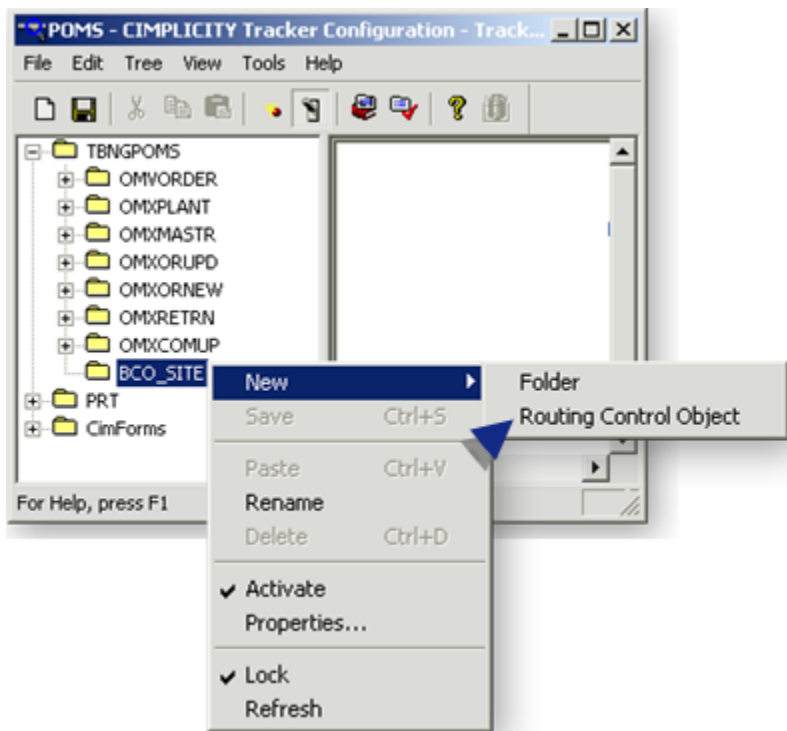 POMS - CIMPLICITY Tracker Configuration - Track...
File Edit Tree View Tools Help
TBNGPOMS
OMVORDER
OMXPLANT
OMXMASTR
OMXORUPD
OMXORNEW
OMXRETRN
OMXCOMUP
BCO_SITE
PRT
CimForms
For Help, press F1
New
Save Ctrl+S
Paste Ctrl+V
Rename
Delete Ctrl+D
Activate
Properties...
Lock
Refresh
Folder
Routing Control Object